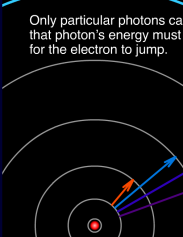 Only particular photons ca
that photon's energy must
for the electron to jump.